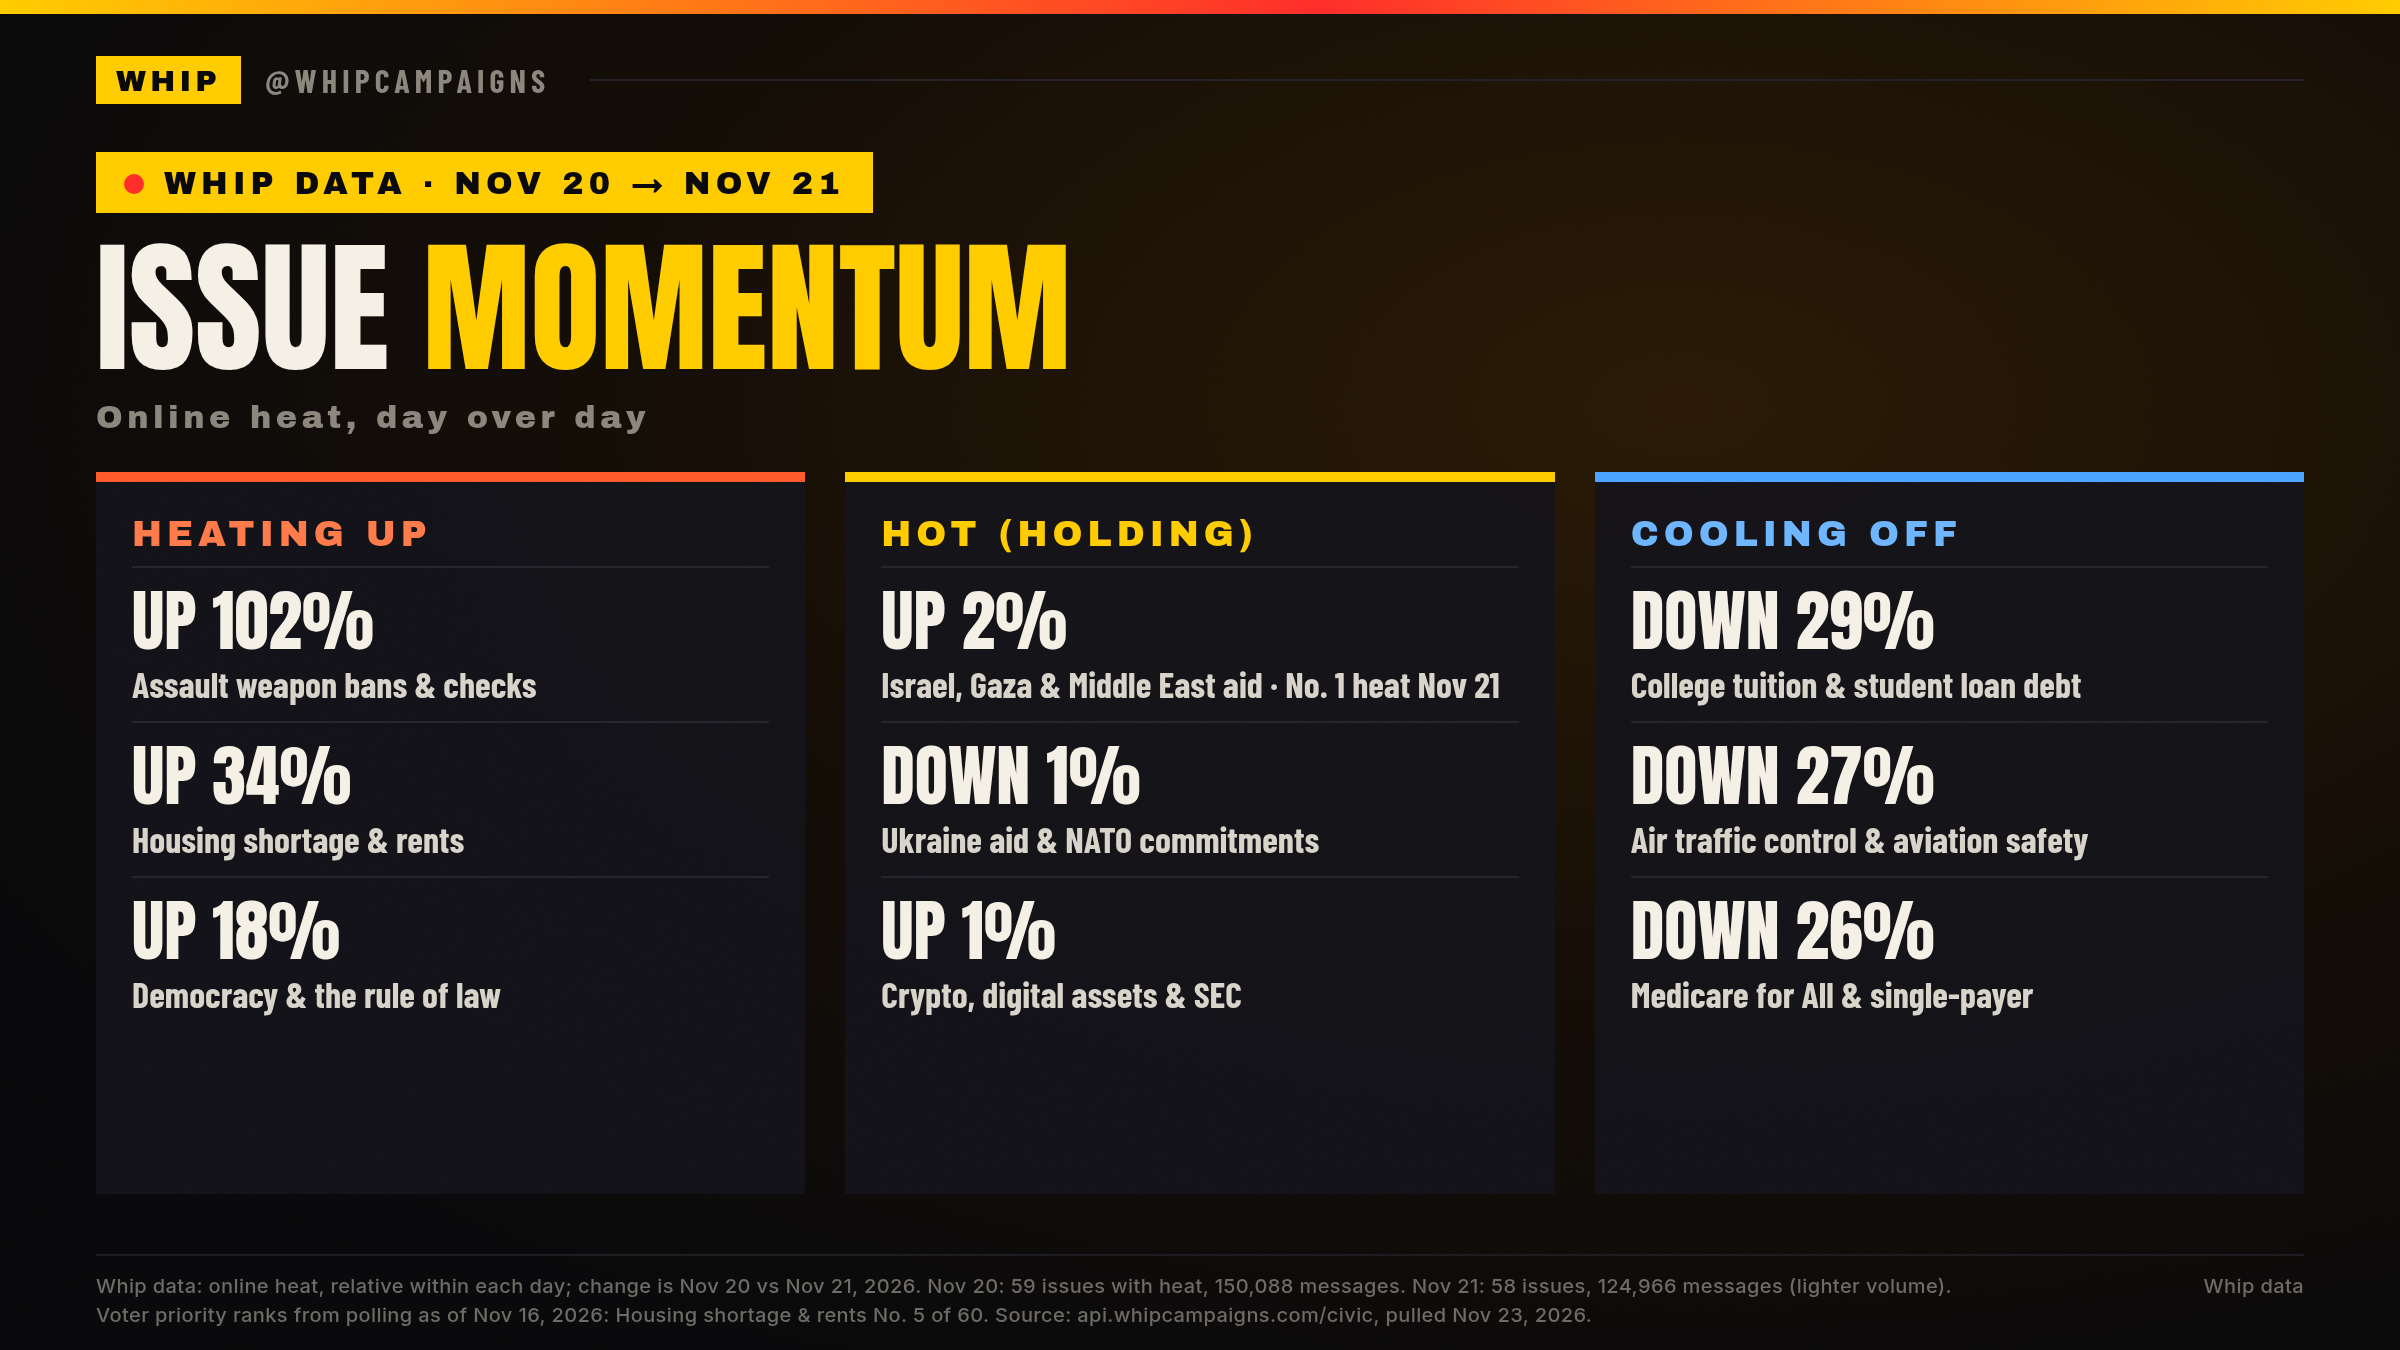 WHIP @WHIPCAMPAIGNS
WHIP DATA · NOV 20 → NOV 21
ISSUE MOMENTUM
Online heat, day over day
HEATING UP
UP 102%
Assault weapon bans & checks
UP 34%
Housing shortage & rents
UP 18%
Democracy & the rule of law
HOT (HOLDING)
UP 2%
Israel, Gaza & Middle East aid · No. 1 heat Nov 21
DOWN 1%
Ukraine aid & NATO commitments
UP 1%
Crypto, digital assets & SEC
COOLING OFF
DOWN 29%
College tuition & student loan debt
DOWN 27%
Air traffic control & aviation safety
DOWN 26%
Medicare for All & single-payer
Whip data: online heat, relative within each day; change is Nov 20 vs Nov 21, 2026. Nov 20: 59 issues with heat, 150,088 messages. Nov 21: 58 issues, 124,966 messages (lighter volume).
Voter priority ranks from polling as of Nov 16, 2026: Housing shortage & rents No. 5 of 60. Source: api.whipcampaigns.com/civic, pulled Nov 23, 2026.
Whip data